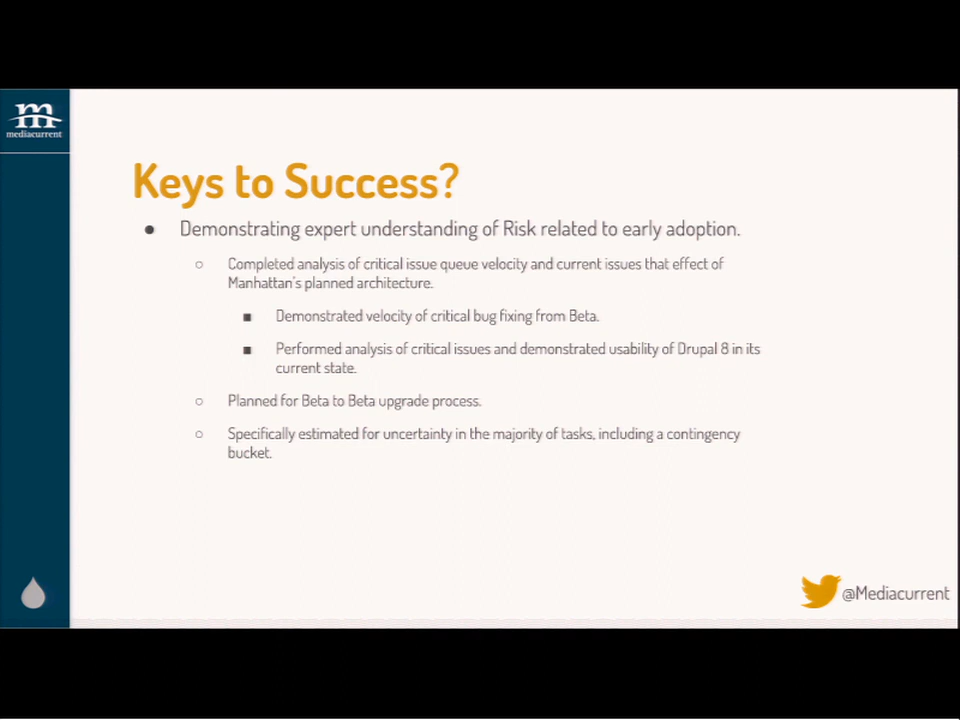 m
mediacurrent
Keys to Success?
● Demonstrating expert understanding of Risk related to early adoption.
○ Completed analysis of critical issue queue velocity and current issues that effect of
Manhattan's planned architecture.
■ Demonstrated velocity of critical bug fixing from Beta.
■ Performed analysis of critical issues and demonstrated usability of Drupal 8 in its
current state.
○ Planned for Beta to Beta upgrade process.
○ Specifically estimated for uncertainty in the majority of tasks, including a contingency
bucket.
@Mediacurrent